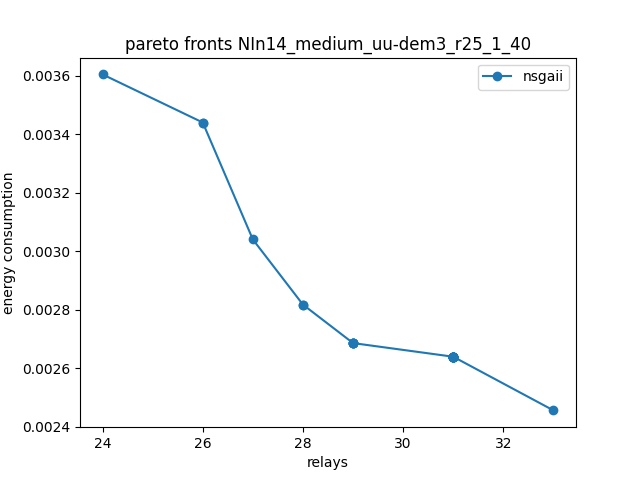 pareto fronts NIn14_medium_uu-dem3_r25_1_40
nsgaii
energy consumption
0.0036
0.0034
0.0032
0.0030
0.0028
0.0026
0.0024
24 26 28 30 32
relays